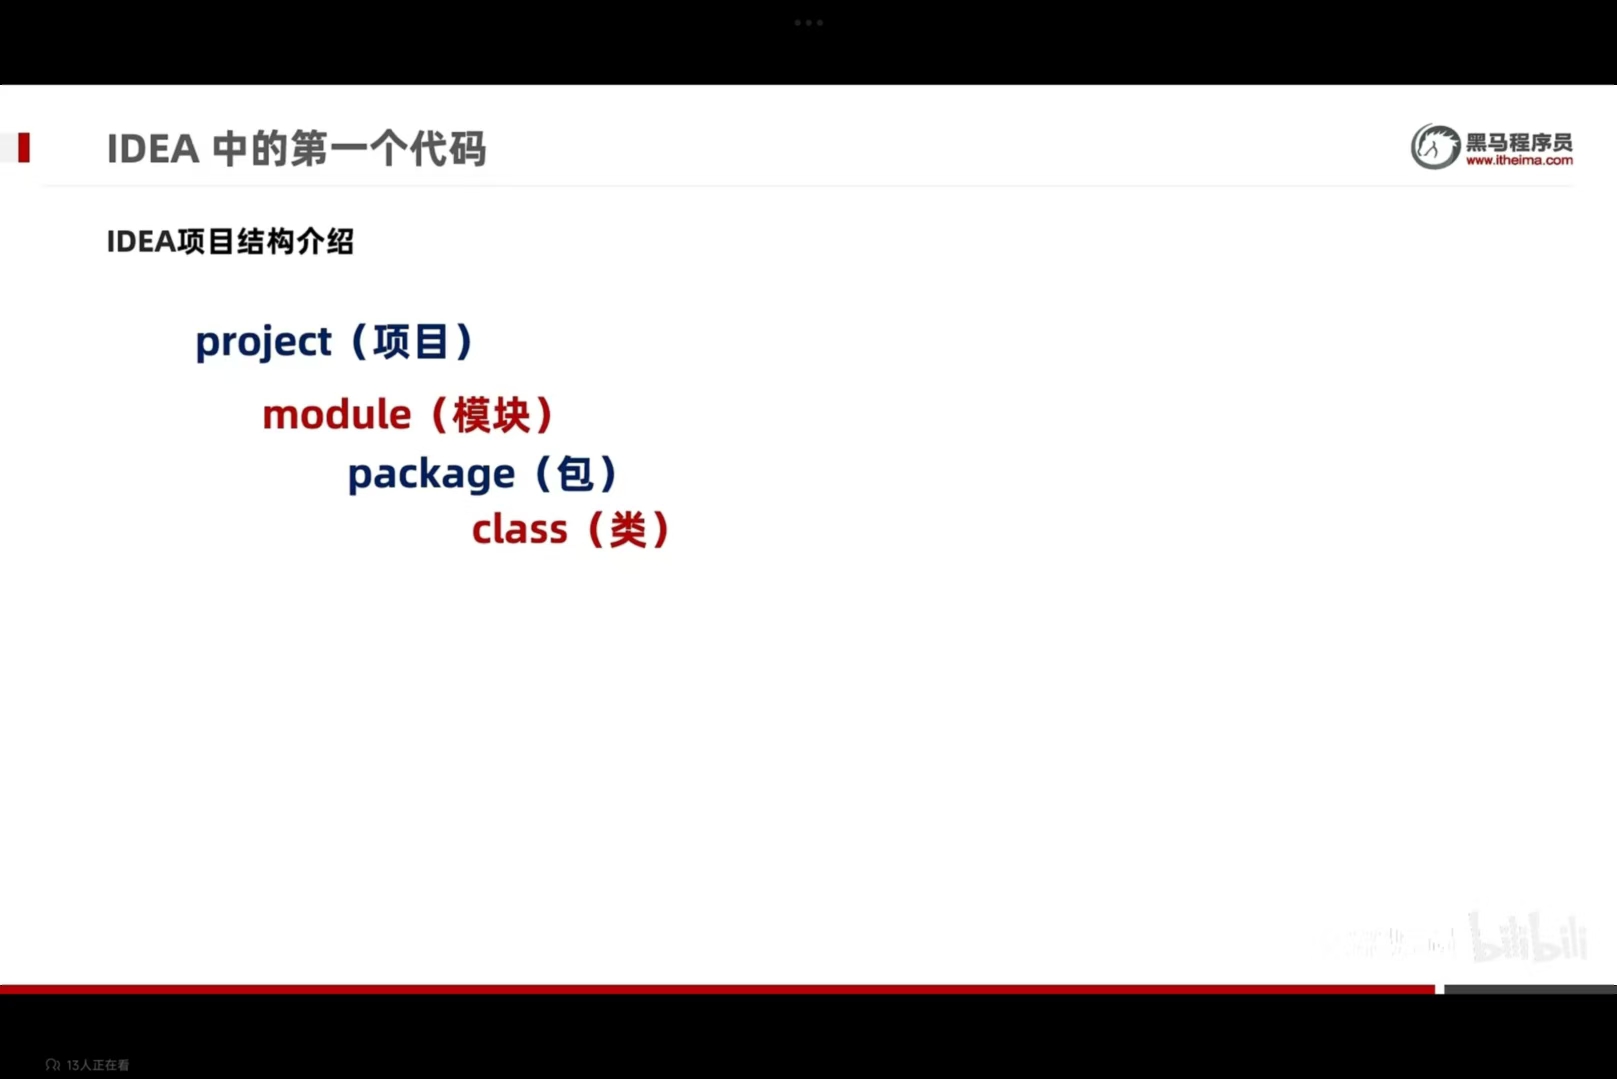 IDEA 中的第一个代码
黑马程序员
www.itheima.com
IDEA项目结构介绍
project（项目）
module（模块）
package（包）
class（类）
bilibili
13人正在看